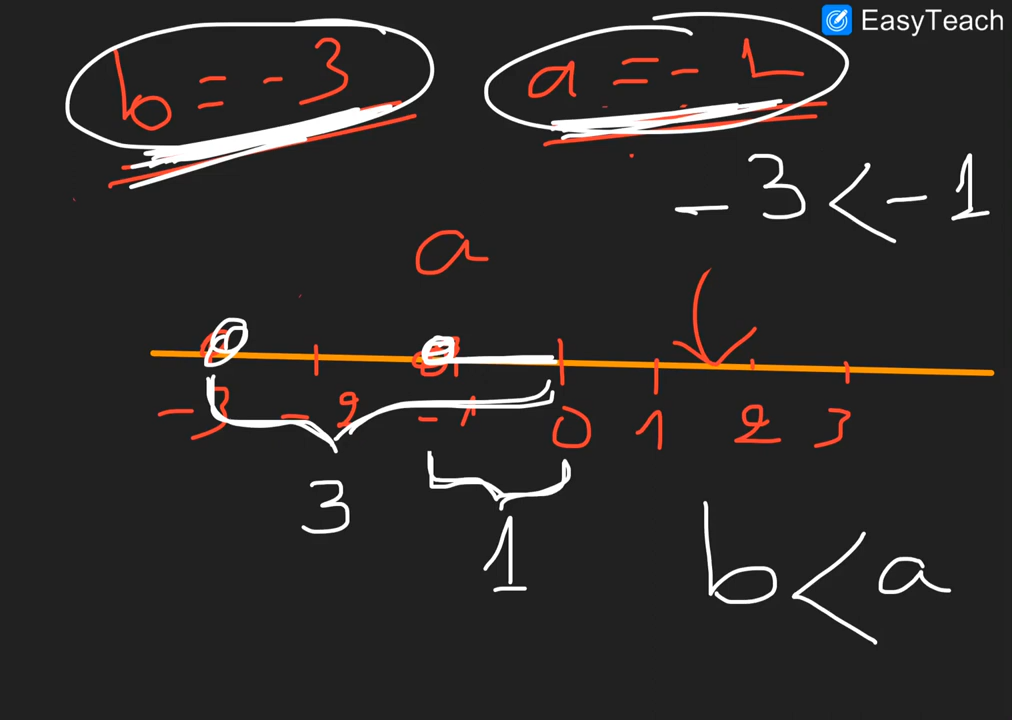 EasyTeach
b = -3 a = -1
-3 < -1
a
-3 -2 -1 0 1 2 3
3 1
b < a